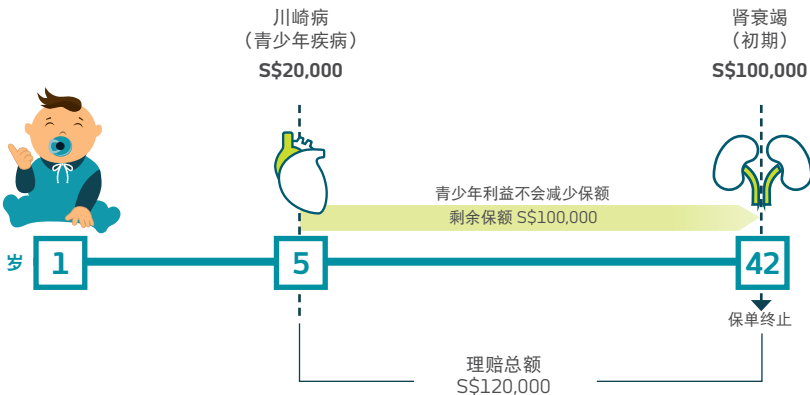 川崎病
（青少年疾病）
S$20,000
肾衰竭
（初期）
S$100,000
青少年利益不会减少保额
剩余保额 S$100,000
岁
1
5
42
保单终止
理赔总额
S$120,000